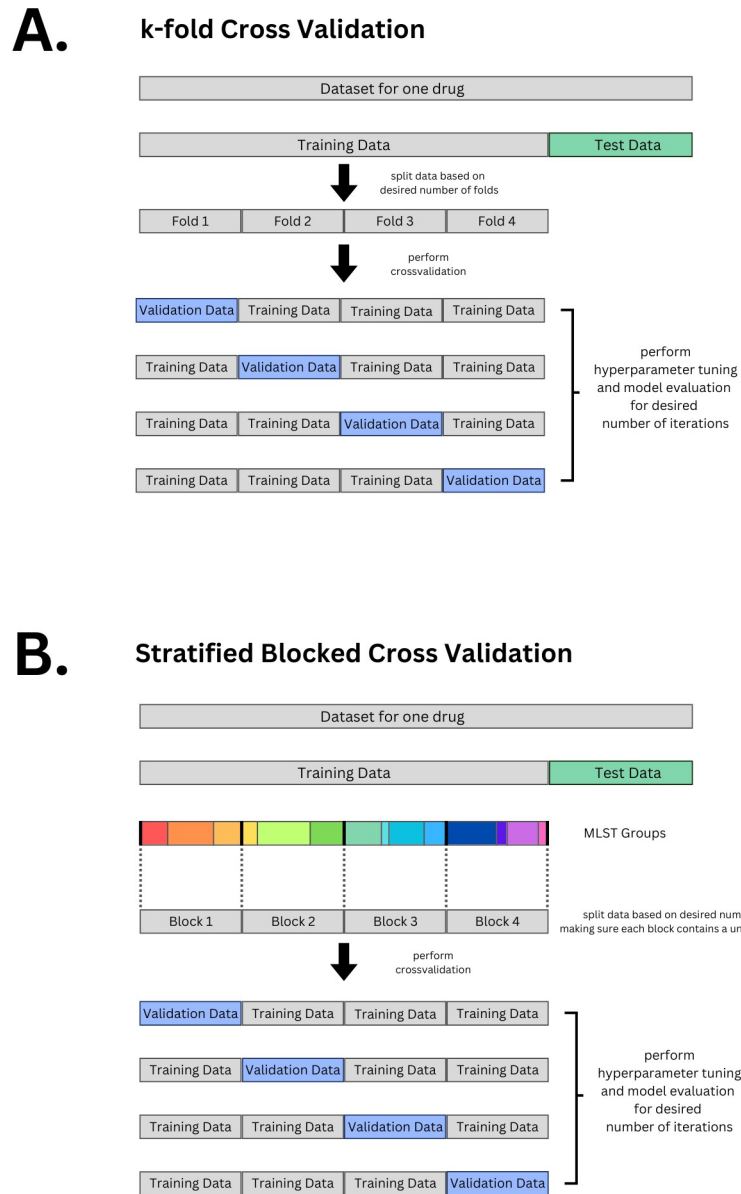 A.
k-fold Cross Validation
Dataset for one drug
Training Data
Test Data
split data based on
desired number of folds
Fold 1
Fold 2
Fold 3
Fold 4
perform
crossvalidation
Validation Data
Training Data
Training Data
Training Data
Training Data
Validation Data
Training Data
Training Data
Training Data
Training Data
Validation Data
Training Data
Training Data
Training Data
Training Data
Validation Data
perform
hyperparameter tuning
and model evaluation
for desired
number of iterations
B.
Stratified Blocked Cross Validation
Dataset for one drug
Training Data
Test Data
MLST Groups
Block 1
Block 2
Block 3
Block 4
split data based on desired num
making sure each block contains a un
perform
crossvalidation
Validation Data
Training Data
Training Data
Training Data
Training Data
Validation Data
Training Data
Training Data
Training Data
Training Data
Validation Data
Training Data
Training Data
Training Data
Training Data
Validation Data
perform
hyperparameter tuning
and model evaluation
for desired
number of iterations